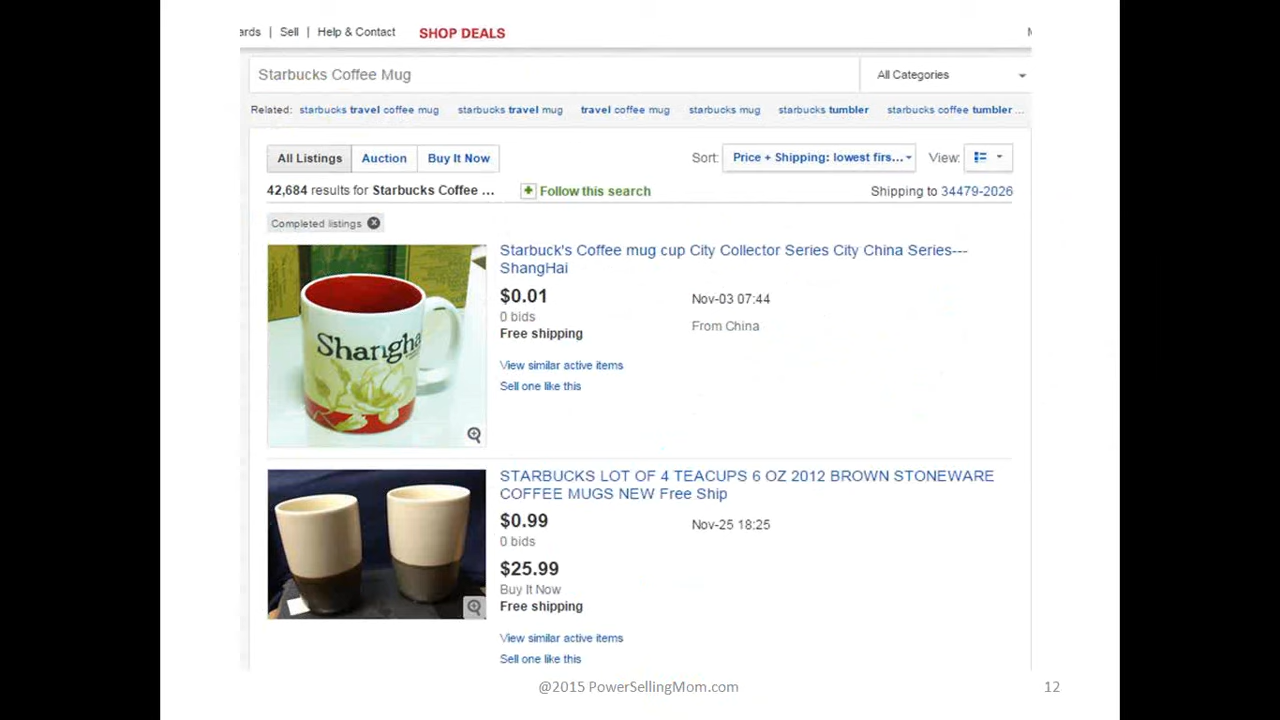 ards | Sell | Help & Contact SHOP DEALS
Starbucks Coffee Mug All Categories
Related: starbucks travel coffee mug starbucks travel mug travel coffee mug starbucks mug starbucks tumbler starbucks coffee tumbler ...
All Listings Auction Buy It Now Sort: Price + Shipping: lowest firs... View:
42,684 results for Starbucks Coffee ... Follow this search Shipping to 34479-2026
Completed listings
Starbuck's Coffee mug cup City Collector Series City China Series---
ShangHai
$0.01 Nov-03 07:44
0 bids From China
Free shipping
Shangha
View similar active items
Sell one like this
STARBUCKS LOT OF 4 TEACUPS 6 OZ 2012 BROWN STONEWARE
COFFEE MUGS NEW Free Ship
$0.99 Nov-25 18:25
0 bids
$25.99
Buy It Now
Free shipping
View similar active items
Sell one like this
@2015 PowerSellingMom.com 12